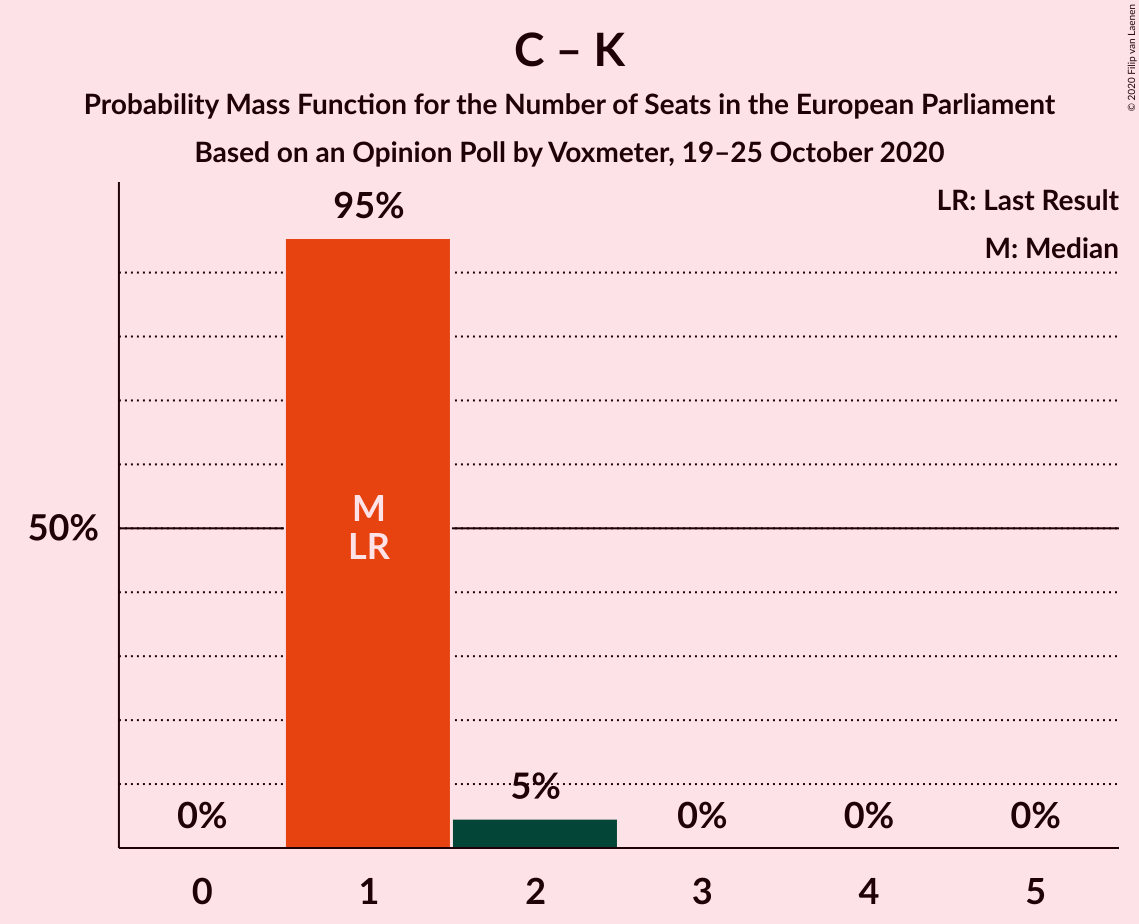 C – K
Probability Mass Function for the Number of Seats in the European Parliament
Based on an Opinion Poll by Voxmeter, 19–25 October 2020
© 2020 Filip van Laenen
LR: Last Result
M: Median
95%
50%
M
LR
0%
5%
0%
0%
0%
0
1
2
3
4
5